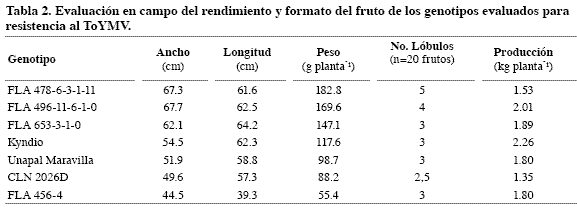 Tabla 2. Evaluación en campo del rendimiento y formato del fruto de los genotipos evaluados para
resistencia al ToYMV.
Genotipo Ancho (cm) Longitud (cm) Peso (g planta⁻¹) No. Lóbulos (n=20 frutos) Producción (kg planta⁻¹)
FLA 478-6-3-1-11 67.3 61.6 182.8 5 1.53
FLA 496-11-6-1-0 67.7 62.5 169.6 4 2.01
FLA 653-3-1-0 62.1 64.2 147.1 3 1.89
Kyndio 54.5 62.3 117.6 3 2.26
Unapal Maravilla 51.9 58.8 98.7 3 1.80
CLN 2026D 49.6 57.3 88.2 2,5 1.35
FLA 456-4 44.5 39.3 55.4 3 1.80